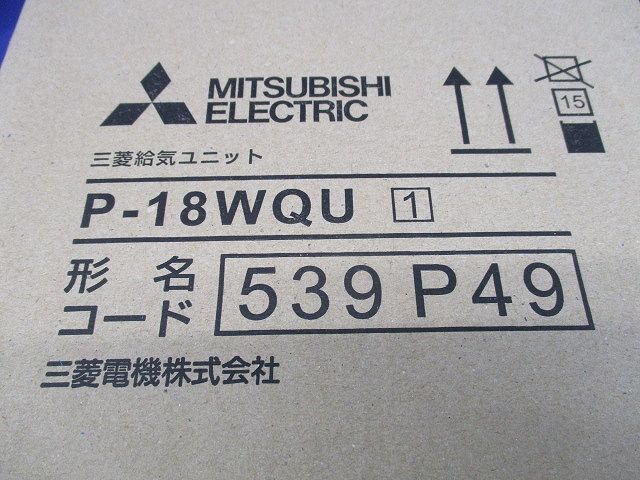 MITSUBISHI
ELECTRIC
15
三菱給気ユニット
P-18WQU 1
形名
コード 539P49
三菱電機株式会社